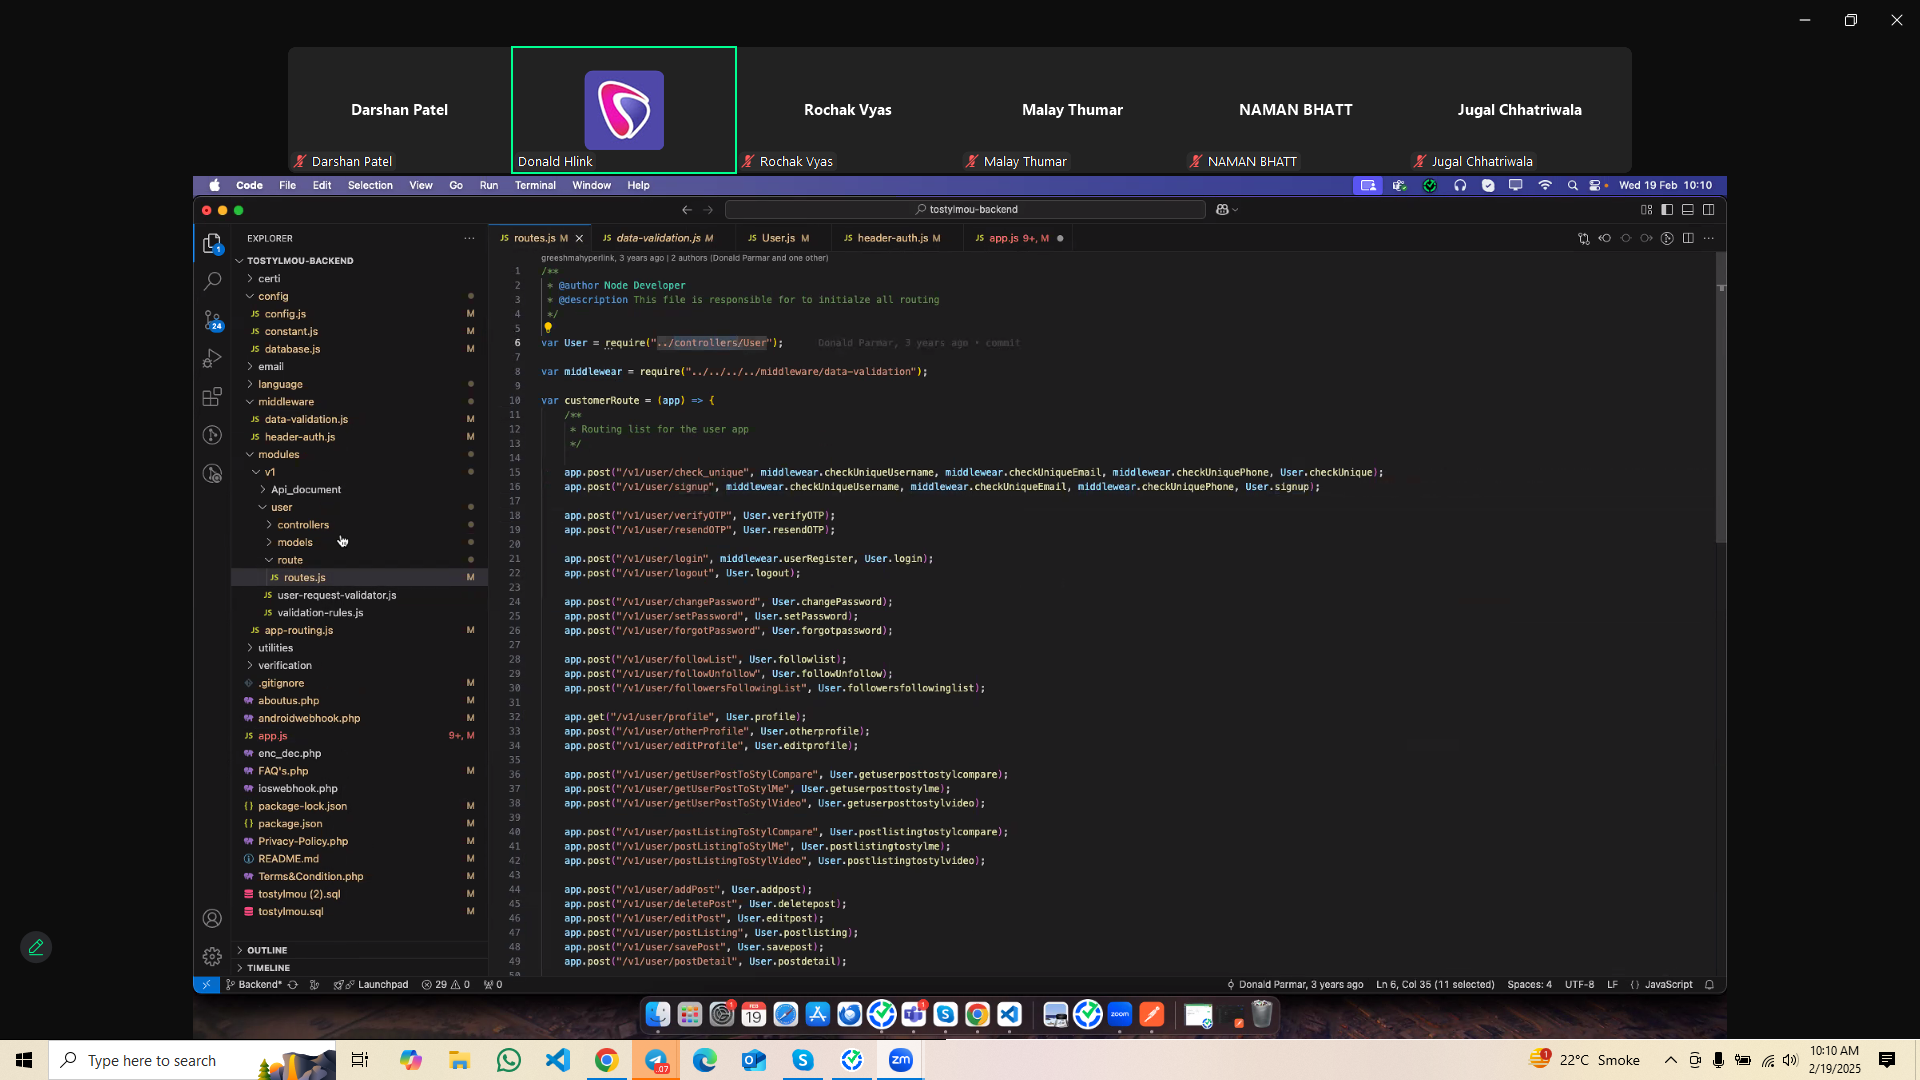 Darshan Patel
Rochak Vyas
Malay Thumar
NAMAN BHATT
Jugal Chhatriwala
Darshan Patel
Donald Hlink
Rochak Vyas
Malay Thumar
NAMAN BHATT
Jugal Chhatriwala
Code File Edit Selection View Go Run Terminal Window Help
Wed 19 Feb 10:10
tostylmou-backend
EXPLORER
TOSTYLMOU-BACKEND
certi
config
JS config.js M
JS constant.js M
JS database.js M
email
language
middleware
JS data-validation.js M
JS header-auth.js M
modules
v1
Api_document
user
controllers
models
route
JS routes.js M
JS user-request-validator.js
JS validation-rules.js
JS app-routing.js M
utilities
verification
.gitignore M
aboutus.php M
androidwebhook.php M
JS app.js 9+, M
enc_dec.php
FAQ's.php M
ioswebhook.php
{} package-lock.json M
{} package.json M
Privacy-Policy.php M
README.md M
Terms&Condition.php M
tostylmou (2).sql M
tostylmou.sql M
OUTLINE
TIMELINE
1
24
JS routes.js M
JS data-validation.js M
JS User.js M
JS header-auth.js M
JS app.js 9+, M
greeshmahyperlink, 3 years ago | 2 authors (Donald Parmar and one other)
1 /**
2 * @author Node Developer
3 * @description This file is responsible for to initialze all routing
4 */
5
6 var User = require("../controllers/User"); Donald Parmar, 3 years ago • commit
7
8 var middlewear = require("../../../../middleware/data-validation");
9
10 var customerRoute = (app) => {
11 /**
12 * Routing list for the user app
13 */
14
15 app.post("/v1/user/check_unique", middlewear.checkUniqueUsername, middlewear.checkUniqueEmail, middlewear.checkUniquePhone, User.checkUnique);
16 app.post("/v1/user/signup", middlewear.checkUniqueUsername, middlewear.checkUniqueEmail, middlewear.checkUniquePhone, User.signup);
17
18 app.post("/v1/user/verifyOTP", User.verifyOTP);
19 app.post("/v1/user/resendOTP", User.resendOTP);
20
21 app.post("/v1/user/login", middlewear.userRegister, User.login);
22 app.post("/v1/user/logout", User.logout);
23
24 app.post("/v1/user/changePassword", User.changePassword);
25 app.post("/v1/user/setPassword", User.setPassword);
26 app.post("/v1/user/forgotPassword", User.forgotpassword);
27
28 app.post("/v1/user/followList", User.followlist);
29 app.post("/v1/user/followUnfollow", User.followUnfollow);
30 app.post("/v1/user/followersFollowingList", User.followersfollowinglist);
31
32 app.get("/v1/user/profile", User.profile);
33 app.post("/v1/user/otherProfile", User.otherprofile);
34 app.post("/v1/user/editProfile", User.editprofile);
35
36 app.post("/v1/user/getUserPostToStylCompare", User.getuserposttostylcompare);
37 app.post("/v1/user/getUserPostToStylMe", User.getuserposttostylme);
38 app.post("/v1/user/getUserPostToStylVideo", User.getuserposttostylvideo);
39
40 app.post("/v1/user/postListingToStylCompare", User.postlistingtostylcompare);
41 app.post("/v1/user/postListingToStylMe", User.postlistingtostylme);
42 app.post("/v1/user/postListingToStylVideo", User.postlistingtostylvideo);
43
44 app.post("/v1/user/addPost", User.addpost);
45 app.post("/v1/user/deletePost", User.deletepost);
46 app.post("/v1/user/editPost", User.editpost);
47 app.post("/v1/user/postListing", User.postlisting);
48 app.post("/v1/user/savePost", User.savepost);
49 app.post("/v1/user/postDetail", User.postdetail);
50
Backend* Launchpad 29 0 0
Donald Parmar, 3 years ago Ln 6, Col 35 (11 selected) Spaces: 4 UTF-8 LF {} JavaScript
FEB
19
zoom
Type here to search
.07
zm
1
22°C Smoke
10:10 AM
2/19/2025